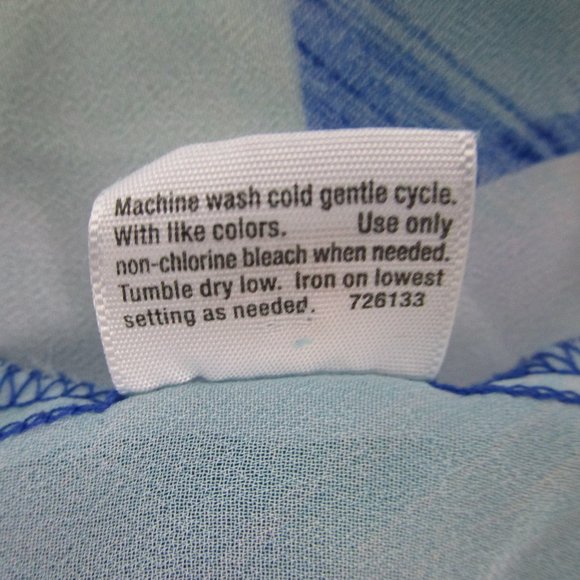 Machine wash cold gentle cycle.
With like colors. Use only
non-chlorine bleach when needed.
Tumble dry low. Iron on lowest
setting as needed. 726133